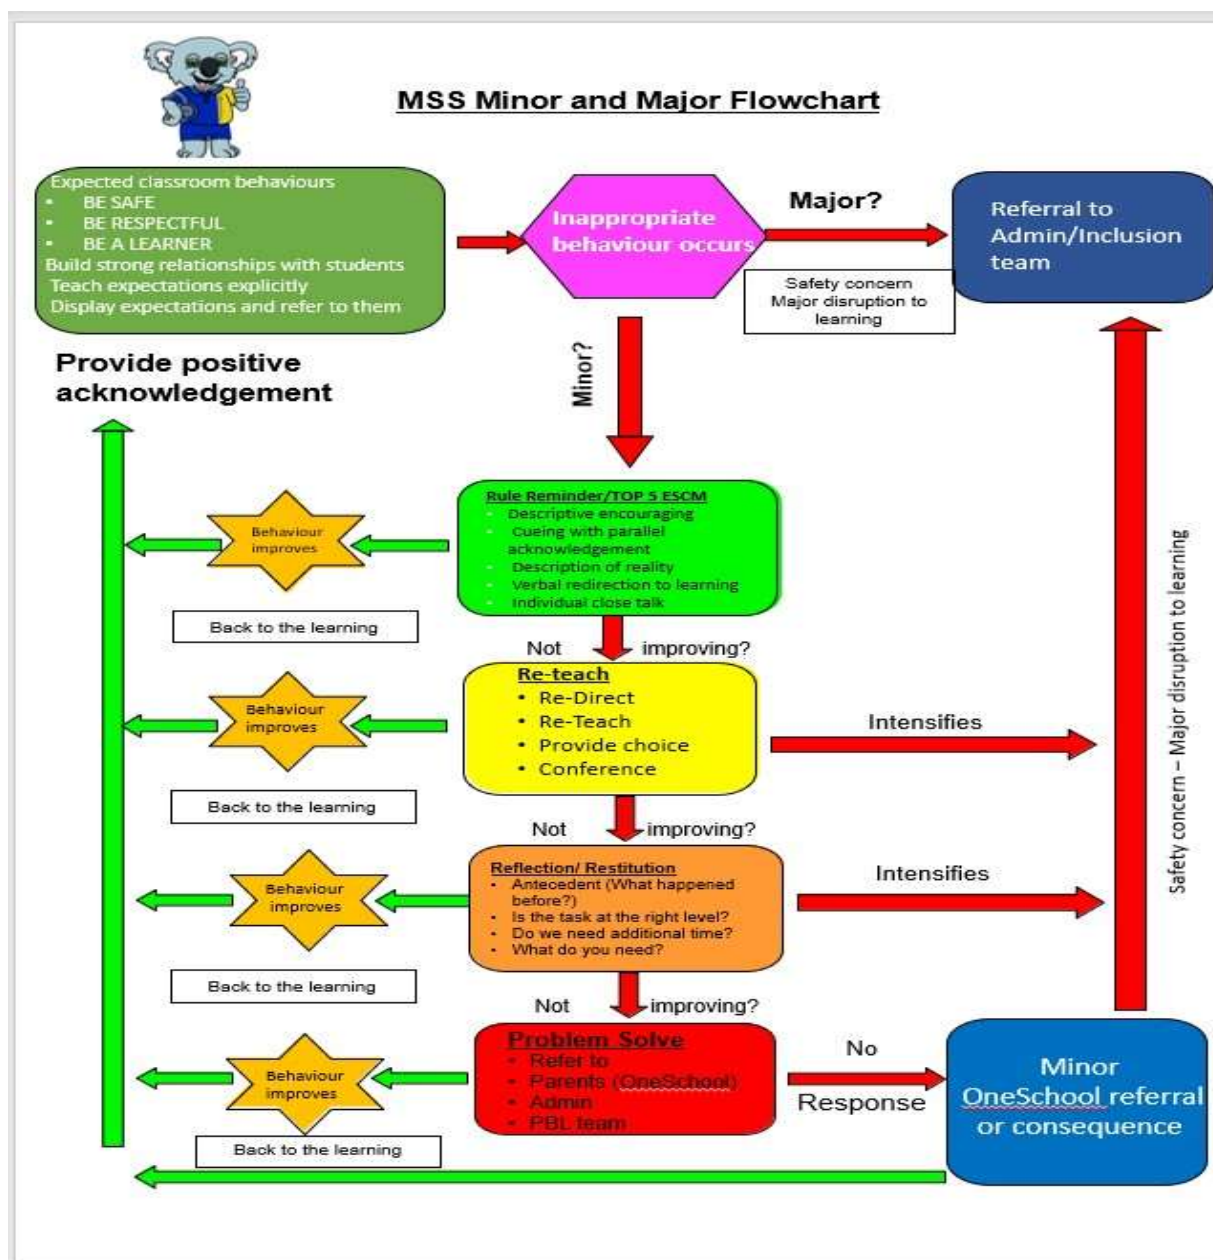 MSS Minor and Major Flowchart
Expected classroom behaviours
• BE SAFE
• BE RESPECTFUL
• BE A LEARNER
Build strong relationships with students
Teach expectations explicitly
Display expectations and refer to them
Inappropriate
behaviour occurs
Major?
Safety concern
Major disruption to
learning
Referral to
Admin/Inclusion
team
Provide positive
acknowledgement
Minor?
Rule Reminder/TOP 5 ESCM
• Descriptive encouraging
• Cueing with parallel
acknowledgement
• Description of reality
• Verbal redirection to learning
• Individual close talk
Behaviour
improves
Back to the learning
Not improving?
Re-teach
• Re-Direct
• Re-Teach
• Provide choice
• Conference
Behaviour
improves
Intensifies
Back to the learning
Not improving?
Reflection/ Restitution
• Antecedent (What happened
before?)
• Is the task at the right level?
• Do we need additional time?
• What do you need?
Behaviour
improves
Intensifies
Back to the learning
Not improving?
Problem Solve
• Refer to
• Parents (OneSchool)
• Admin
• PBL team
Behaviour
improves
No
Response
Back to the learning
Minor
OneSchool referral
or consequence
Safety concern – Major disruption to learning